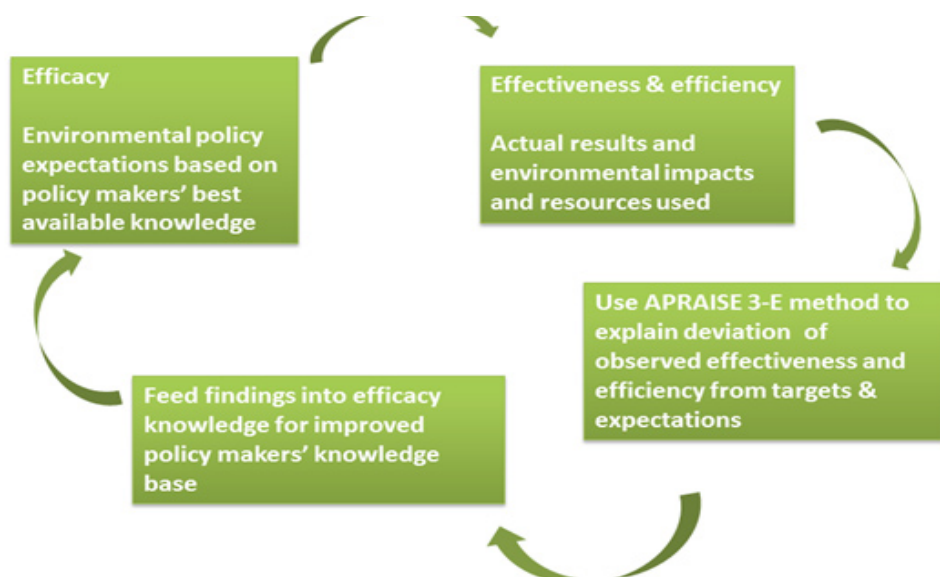 Efficacy
Environmental policy
expectations based on
policy makers’ best
available knowledge
Effectiveness & efficiency
Actual results and
environmental impacts
and resources used
Use APRAISE 3-E method to
explain deviation of
observed effectiveness and
efficiency from targets &
expectations
Feed findings into efficacy
knowledge for improved
policy makers’ knowledge
base